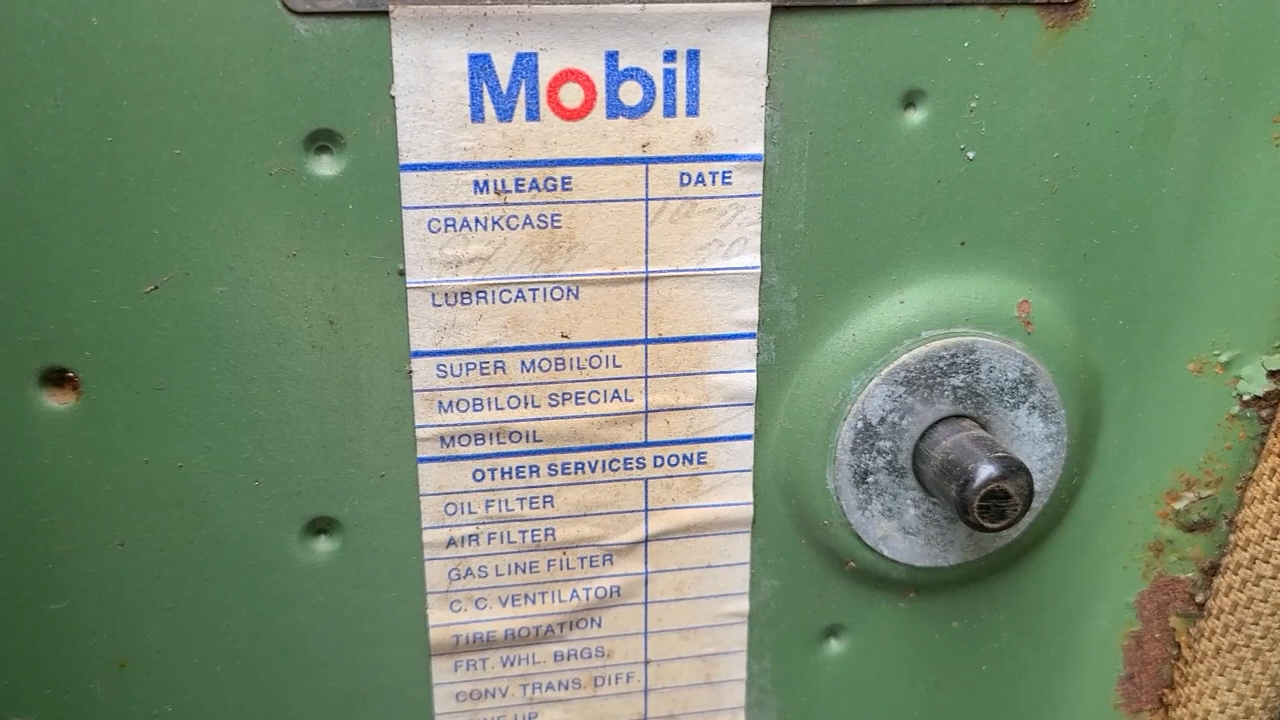 Mobil
MILEAGE DATE
CRANKCASE
LUBRICATION
SUPER MOBILOIL
MOBILOIL SPECIAL
MOBILOIL
OTHER SERVICES DONE
OIL FILTER
AIR FILTER
GAS LINE FILTER
C. C. VENTILATOR
TIRE ROTATION
FRT. WHL. BRGS.
CONV. TRANS. DIFF.